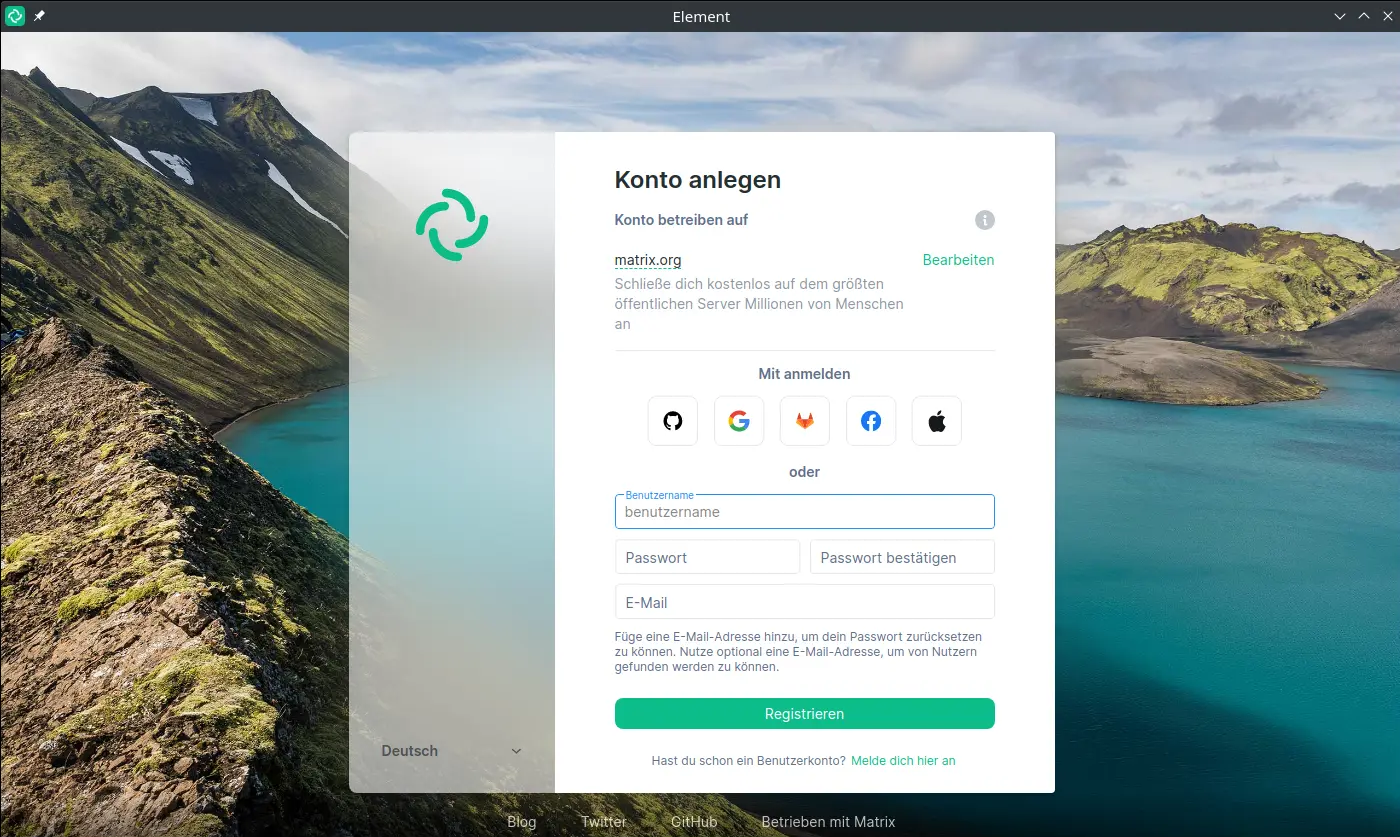 Element
Konto anlegen
Konto betreiben auf
matrix.org
Bearbeiten
Schließe dich kostenlos auf dem größten
öffentlichen Server Millionen von Menschen
an
Mit anmelden
oder
Benutzername
benutzername
Passwort
Passwort bestätigen
E-Mail
Füge eine E-Mail-Adresse hinzu, um dein Passwort zurücksetzen
zu können. Nutze optional eine E-Mail-Adresse, um von Nutzern
gefunden werden zu können.
Registrieren
Deutsch
Hast du schon ein Benutzerkonto? Melde dich hier an
Blog Twitter GitHub Betrieben mit Matrix